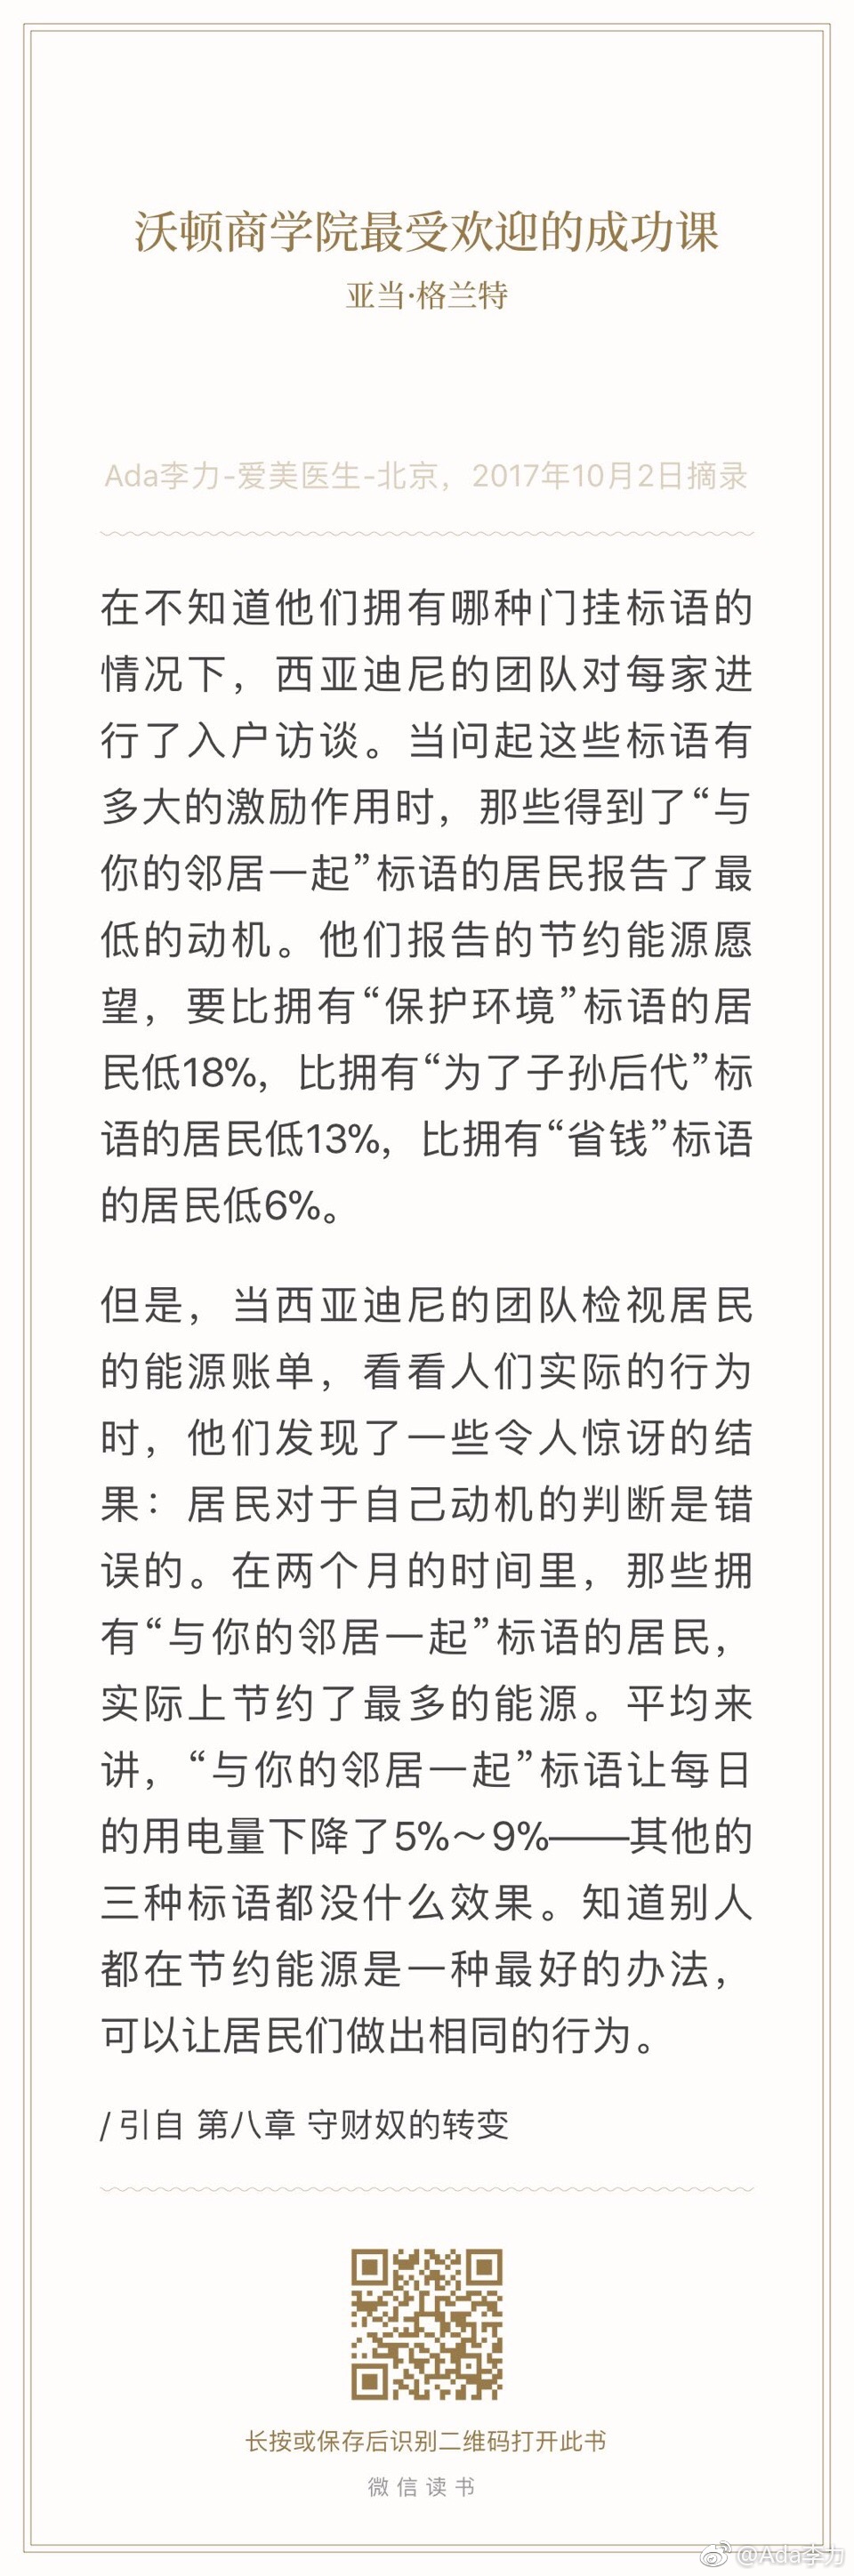 沃顿商学院最受欢迎的成功课
亚当·格兰特
Ada李力-爱美医生-北京，2017年10月2日摘录
在不知道他们拥有哪种门挂标语的
情况下，西亚迪尼的团队对每家进
行了入户访谈。当问起这些标语有
多大的激励作用时，那些得到了“与
你的邻居一起”标语的居民报告了最
低的动机。他们报告的节约能源愿
望，要比拥有“保护环境”标语的居
民低18%，比拥有“为了子孙后代”标
语的居民低13%，比拥有“省钱”标语
的居民低6%。
但是，当西亚迪尼的团队检视居民
的能源账单，看看人们实际的行为
时，他们发现了一些令人惊讶的结
果：居民对于自己动机的判断是错
误的。在两个月的时间里，那些拥
有“与你的邻居一起”标语的居民，
实际上节约了最多的能源。平均来
讲，“与你的邻居一起”标语让每日
的用电量下降了5%～9%——其他的
三种标语都没什么效果。知道别人
都在节约能源是一种最好的办法，
可以让居民们做出相同的行为。
/ 引自 第八章 守财奴的转变
长按或保存后识别二维码打开此书
微信读书
@Ada李力